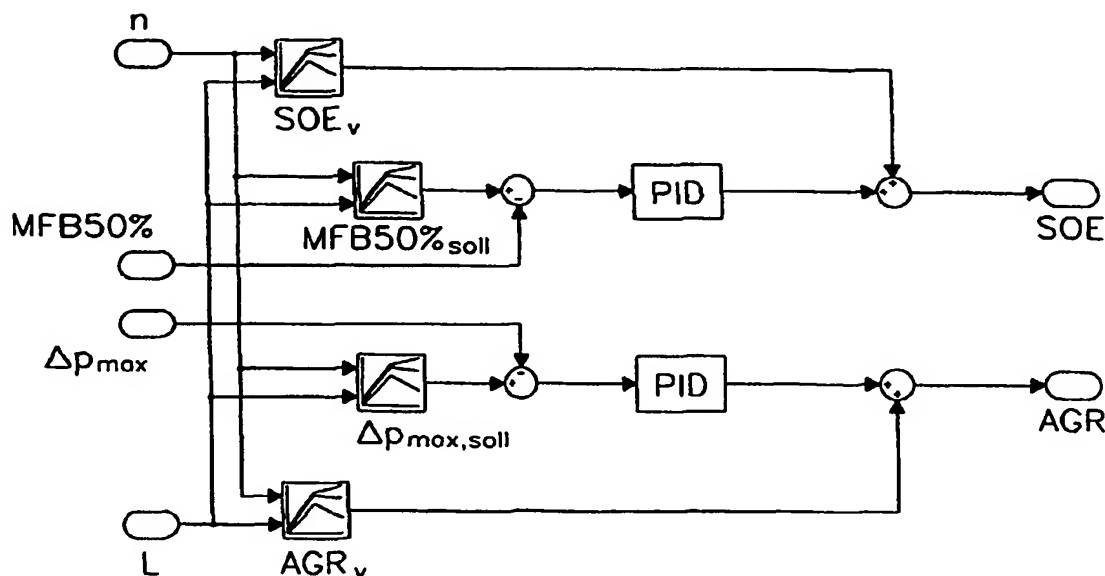 n
SOEv
MFB50%
MFB50%soll
PID
SOE
Δpmax
Δpmax,soll
PID
AGR
L
AGRv